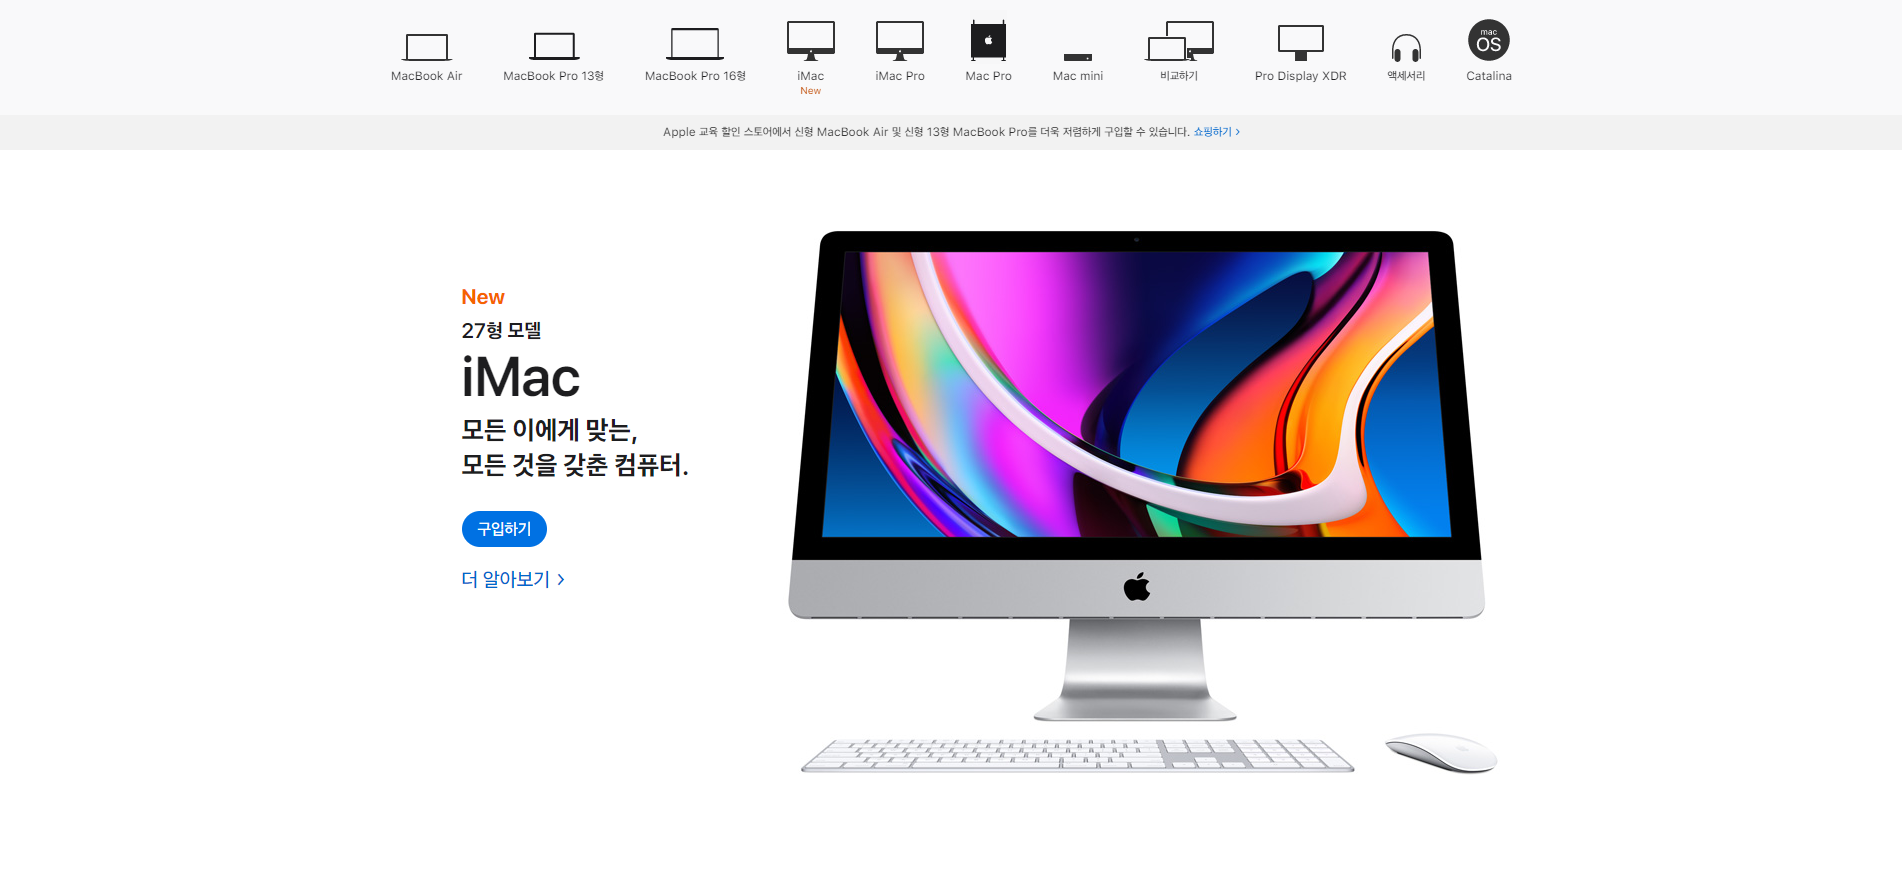 MacBook Air
MacBook Pro 13형
MacBook Pro 16형
iMac
New
iMac Pro
Mac Pro
Mac mini
비교하기
Pro Display XDR
액세서리
mac
OS
Catalina
Apple 교육 할인 스토어에서 신형 MacBook Air 및 신형 13형 MacBook Pro를 더욱 저렴하게 구입할 수 있습니다. 쇼핑하기 >
New
27형 모델
iMac
모든 이에게 맞는,
모든 것을 갖춘 컴퓨터.
구입하기
더 알아보기 >